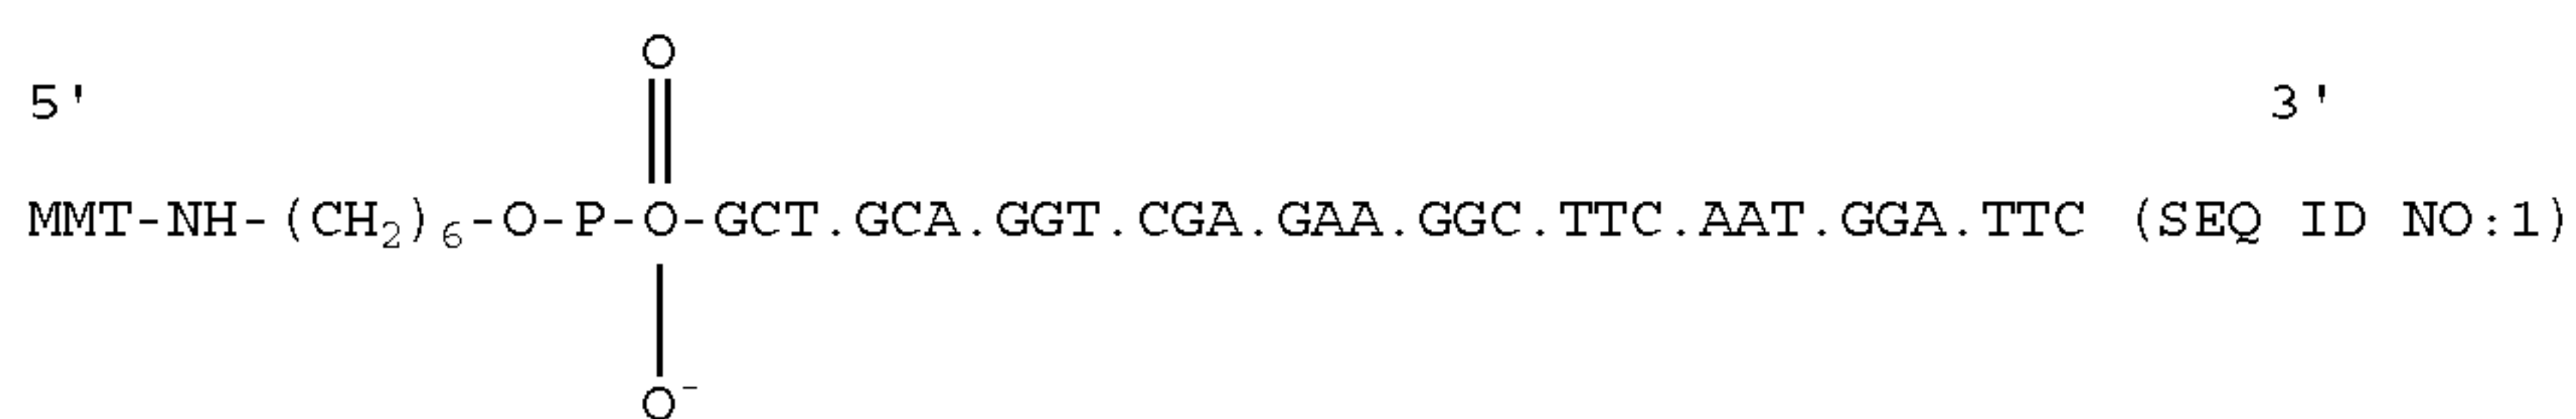 O
5' 3'
MMT-NH-(CH₂)₆-O-P-O-GCT.GCA.GGT.CGA.GAA.GGC.TTC.AAT.GGA.TTC (SEQ ID NO:1)
O⁻